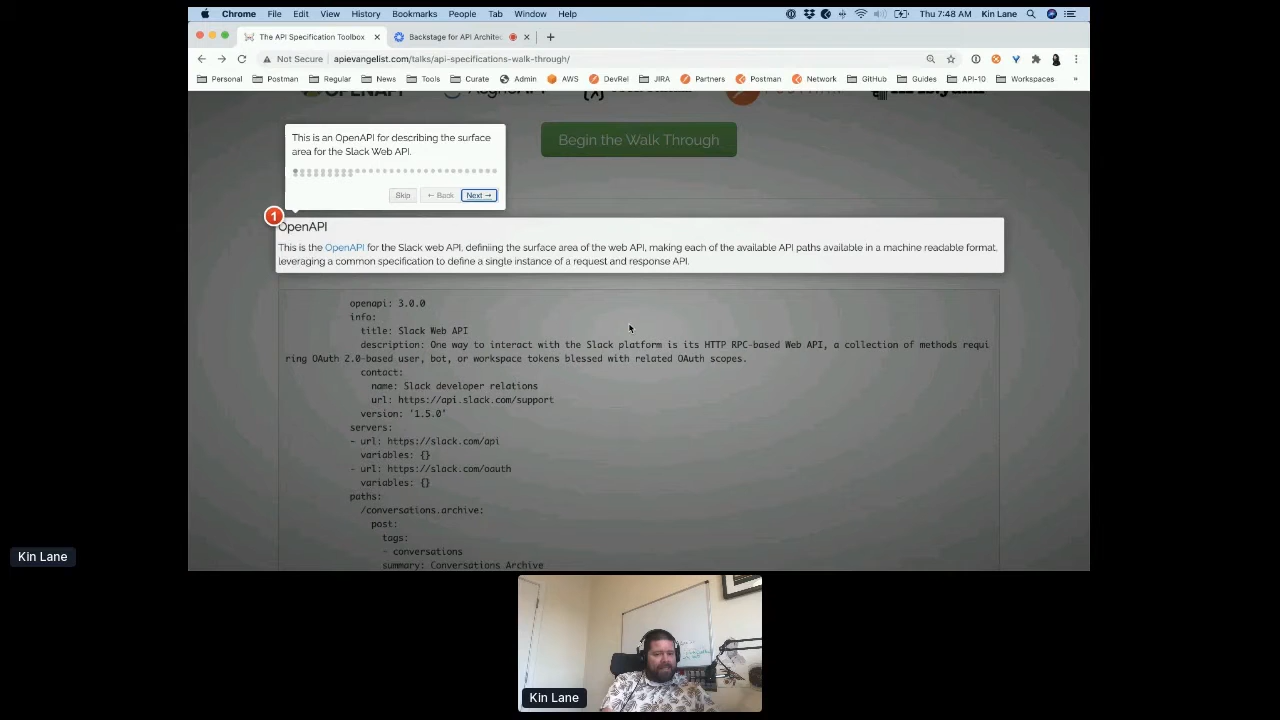 Chrome File Edit View History Bookmarks People Tab Window Help Thu 7:48 AM Kin Lane
The API Specification Toolbox Backstage for API Architec
Not Secure apievangelist.com/talks/api-specifications-walk-through/
Personal Postman Regular News Tools Curate Admin AWS DevRel JIRA Partners Postman Network GitHub Guides API-10 Workspaces »
This is an OpenAPI for describing the surface
area for the Slack Web API.
Begin the Walk Through
Skip ← Back Next →
1
OpenAPI
This is the OpenAPI for the Slack web API, definiing the surface area of the web API, making each of the available API paths available in a machine readable format,
leveraging a common specification to define a single instance of a request and response API.
openapi: 3.0.0
info:
title: Slack Web API
description: One way to interact with the Slack platform is its HTTP RPC-based Web API, a collection of methods requi
ring OAuth 2.0-based user, bot, or workspace tokens blessed with related OAuth scopes.
contact:
name: Slack developer relations
url: https://api.slack.com/support
version: '1.5.0'
servers:
- url: https://slack.com/api
variables: {}
- url: https://slack.com/oauth
variables: {}
paths:
/conversations.archive:
post:
tags:
- conversations
summary: Conversations Archive
Kin Lane
Kin Lane